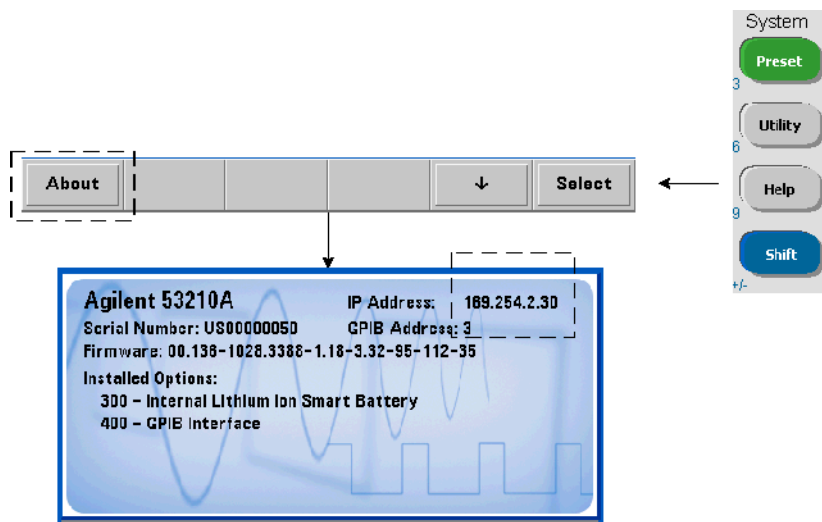 System
Preset
3
Utility
6
Help
9
Shift
+/-
About
↓
Select
Agilent 53210A
IP Address: 169.254.2.30
Serial Number: US00000050
GPIB Address: 3
Firmware: 00.136-1028.3388-1.18-3.32-95-112-35
Installed Options:
300 - Internal Lithium Ion Smart Battery
400 - GPIB Interface